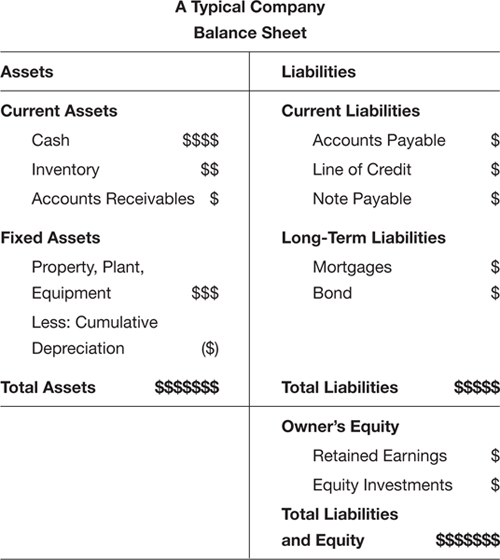 A Typical Company
Balance Sheet
Assets
Current Assets
Cash $$$$
Inventory $$
Accounts Receivables $
Fixed Assets
Property, Plant,
Equipment $$$
Less: Cumulative
Depreciation ($)
Total Assets $$$$$$$
Liabilities
Current Liabilities
Accounts Payable $
Line of Credit $
Note Payable $
Long-Term Liabilities
Mortgages $
Bond $
Total Liabilities $$$$$
Owner’s Equity
Retained Earnings $
Equity Investments $
Total Liabilities
and Equity $$$$$$$